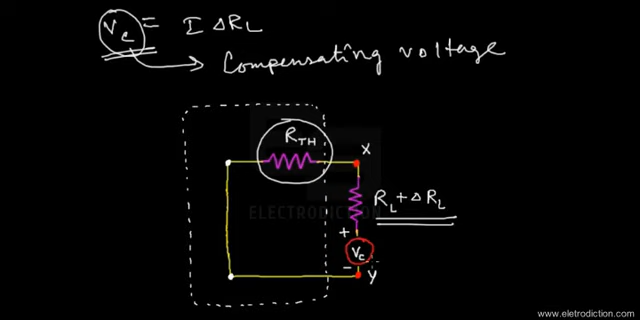 Vc = I ΔRL
→ Compensating voltage
RTH
X
RL + ΔRL
ELECTRODICTION
+
Vc
−
Y
www.eletrodiction.com